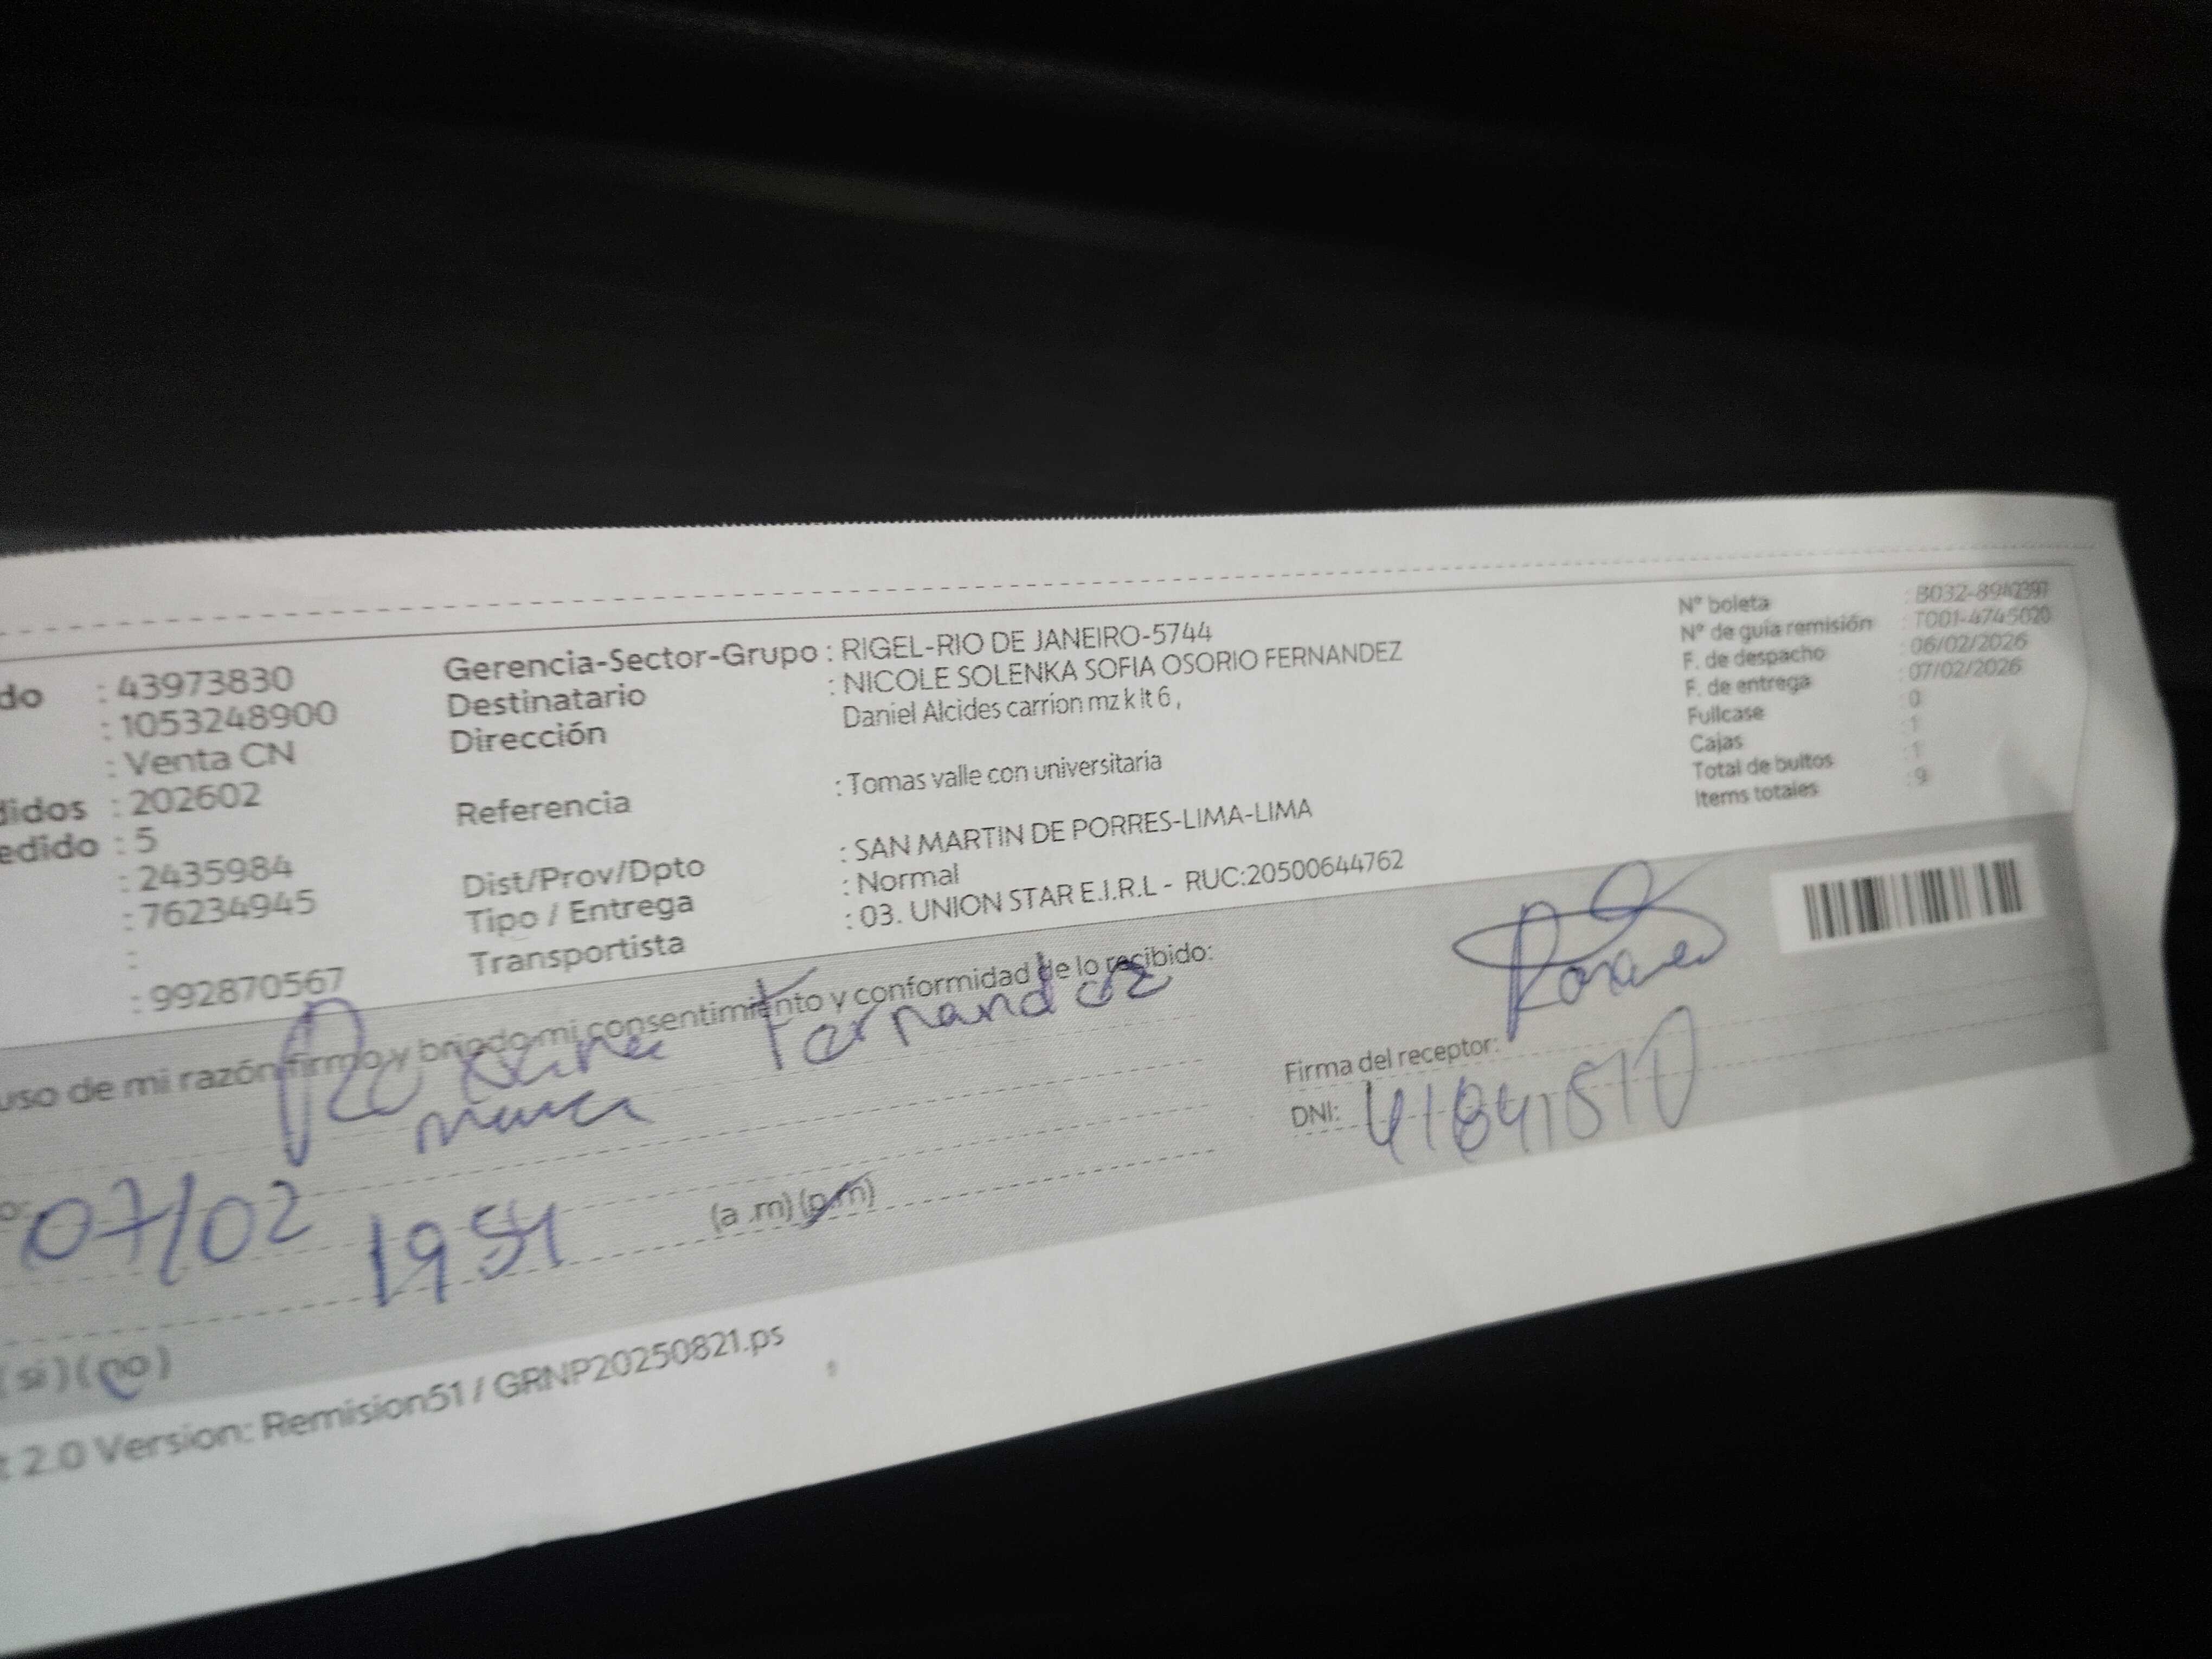 do : 43973830
: 1053248900
: Venta CN
didos : 202602
edido : 5
: 2435984
: 76234945
:
: 992870567
Gerencia-Sector-Grupo : RIGEL-RIO DE JANEIRO-5744
Destinatario : NICOLE SOLENKA SOFIA OSORIO FERNANDEZ
Dirección Daniel Alcides carrion mz k lt 6 ,
Referencia : Tomas valle con universitaria
Dist/Prov/Dpto : SAN MARTIN DE PORRES-LIMA-LIMA
Tipo / Entrega : Normal
Transportista : 03. UNION STAR E.I.R.L - RUC:20500644762
N° boleta
N° de guía remisión : T001-4745020
F. de despacho : 06/02/2026
F. de entrega : 07/02/2026
Fullcase : 0
Cajas : 1
Total de bultos : 1
Items totales : 9
uso de mi razón firmo y brindo mi consentimiento y conformidad de lo recibido:
Fernandez
Firma del receptor:
DNI: 41841510
o: 07/02 19 51 (a .m) (p.m)
(si) (no)
t 2.0 Version: Remision51 / GRNP20250821.ps